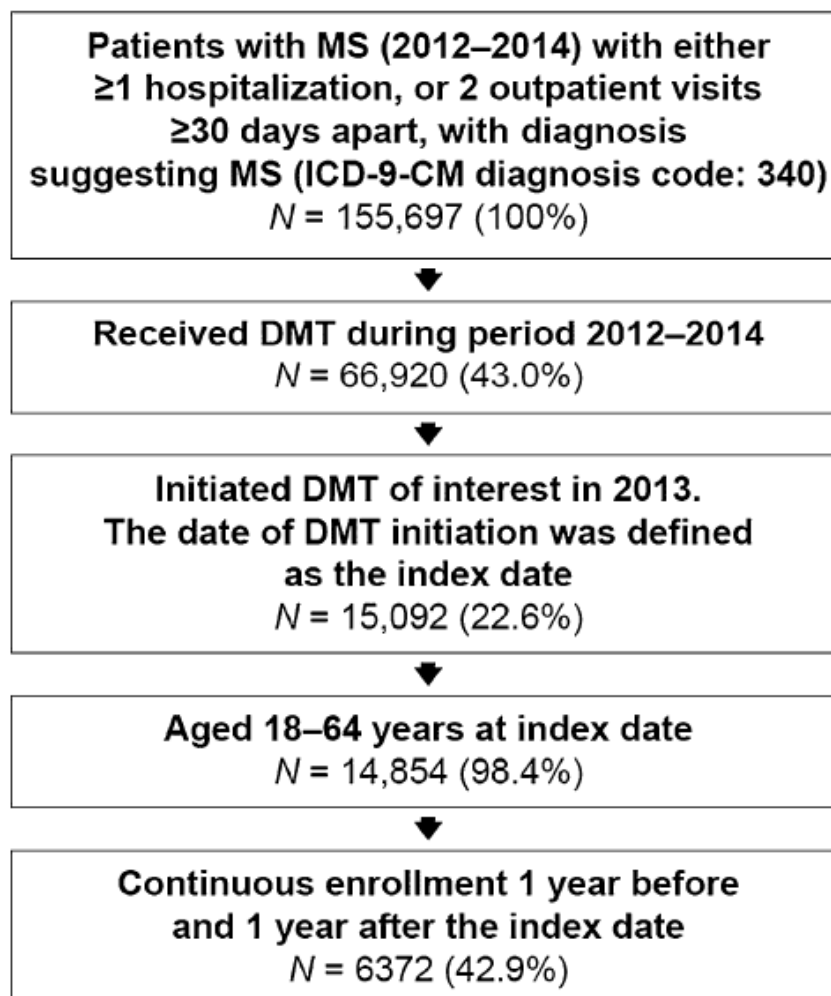 Patients with MS (2012–2014) with either
≥1 hospitalization, or 2 outpatient visits
≥30 days apart, with diagnosis
suggesting MS (ICD-9-CM diagnosis code: 340)
N = 155,697 (100%)
Received DMT during period 2012–2014
N = 66,920 (43.0%)
Initiated DMT of interest in 2013.
The date of DMT initiation was defined
as the index date
N = 15,092 (22.6%)
Aged 18–64 years at index date
N = 14,854 (98.4%)
Continuous enrollment 1 year before
and 1 year after the index date
N = 6372 (42.9%)